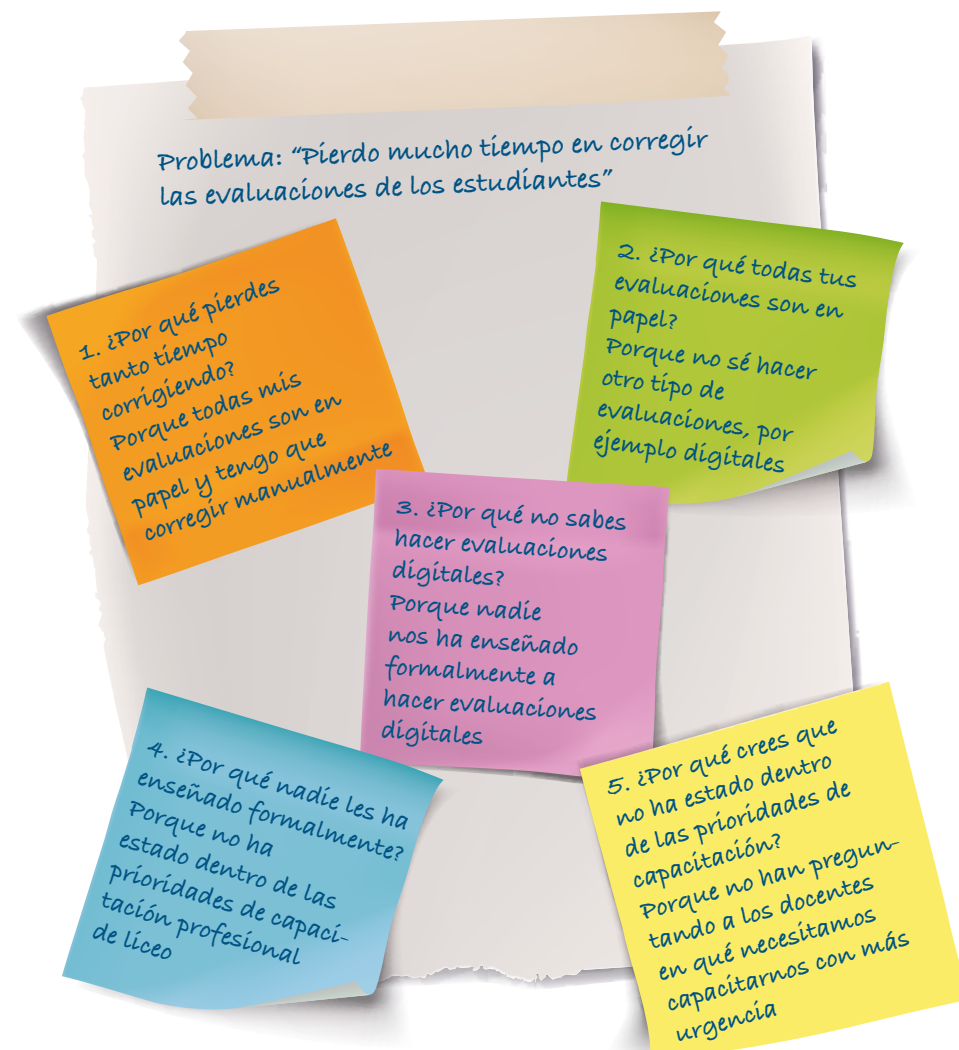 Problema: “Pierdo mucho tiempo en corregir
las evaluaciones de los estudiantes”
1. ¿Por qué pierdes
tanto tiempo
corrigiendo?
Porque todas mis
evaluaciones son en
papel y tengo que
corregir manualmente
2. ¿Por qué todas tus
evaluaciones son en
papel?
Porque no sé hacer
otro tipo de
evaluaciones, por
ejemplo digitales
3. ¿Por qué no sabes
hacer evaluaciones
digitales?
Porque nadie
nos ha enseñado
formalmente a
hacer evaluaciones
digitales
4. ¿Por qué nadie les ha
enseñado formalmente?
Porque no ha
estado dentro de las
prioridades de capaci-
tación profesional
de liceo
5. ¿Por qué crees que
no ha estado dentro
de las prioridades de
capacitación?
Porque no han pregun-
tando a los docentes
en qué necesitamos
capacitarnos con más
urgencia